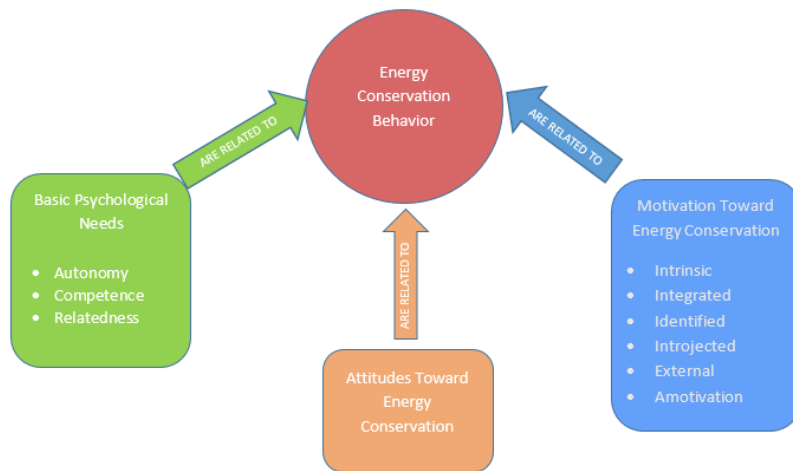 Energy
Conservation
Behavior
ARE RELATED TO
ARE RELATED TO
Basic Psychological
Needs
• Autonomy
• Competence
• Relatedness
ARE RELATED TO
Attitudes Toward
Energy
Conservation
Motivation Toward
Energy Conservation
• Intrinsic
• Integrated
• Identified
• Introjected
• External
• Amotivation